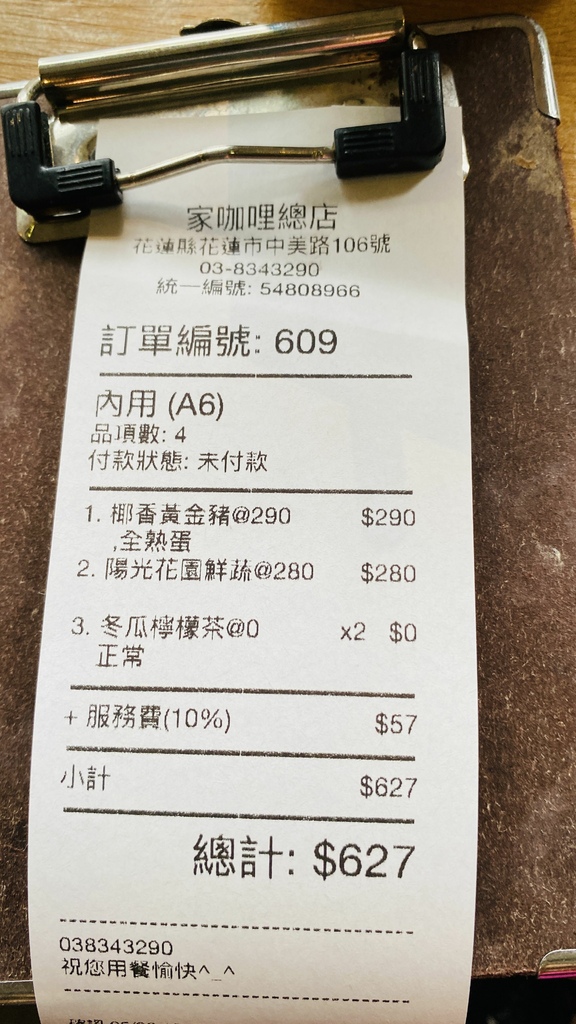 家咖哩總店
花蓮縣花蓮市中美路106號
03-8343290
統一編號: 54808966
訂單編號: 609
內用 (A6)
品項數: 4
付款狀態: 未付款
1. 椰香黃金豬@290 $290
,全熟蛋
2. 陽光花園鮮蔬@280 $280
3. 冬瓜檸檬茶@0 x2 $0
正常
+ 服務費(10%) $57
小計 $627
總計: $627
038343290
祝您用餐愉快^_^